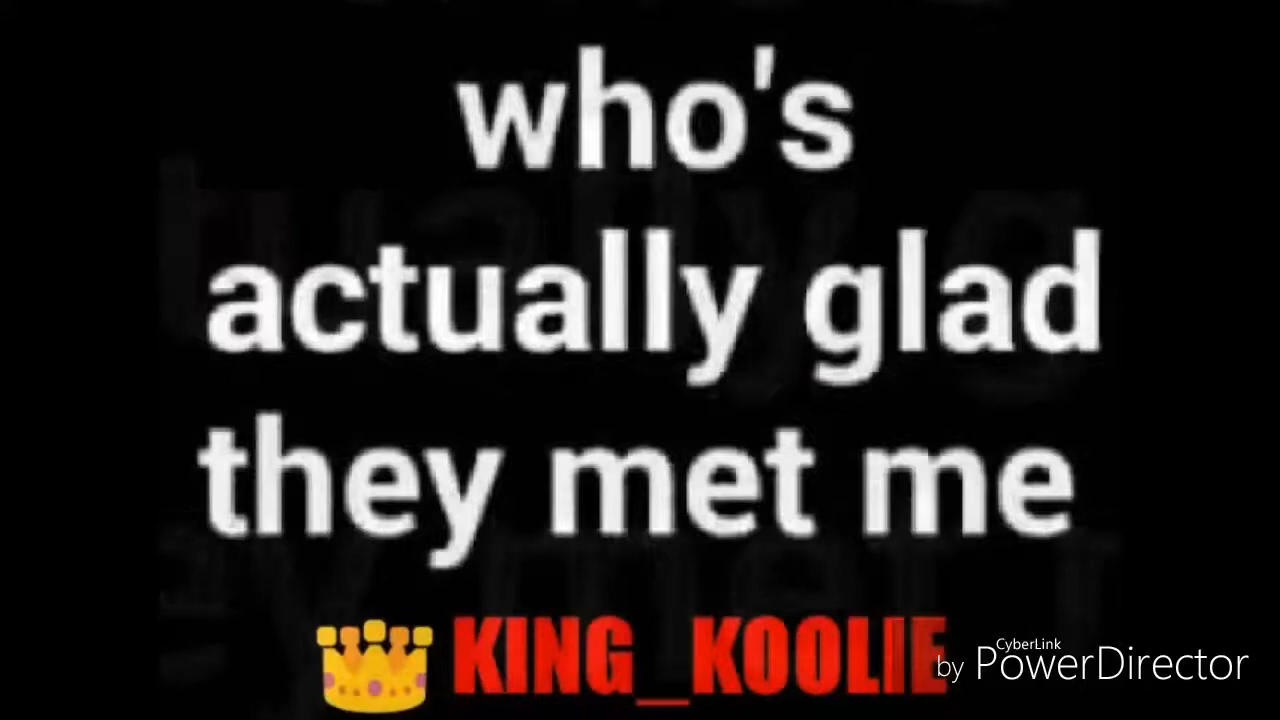 who's
actually glad
they met me
KING_KOOLIE
CyberLink
by PowerDirector